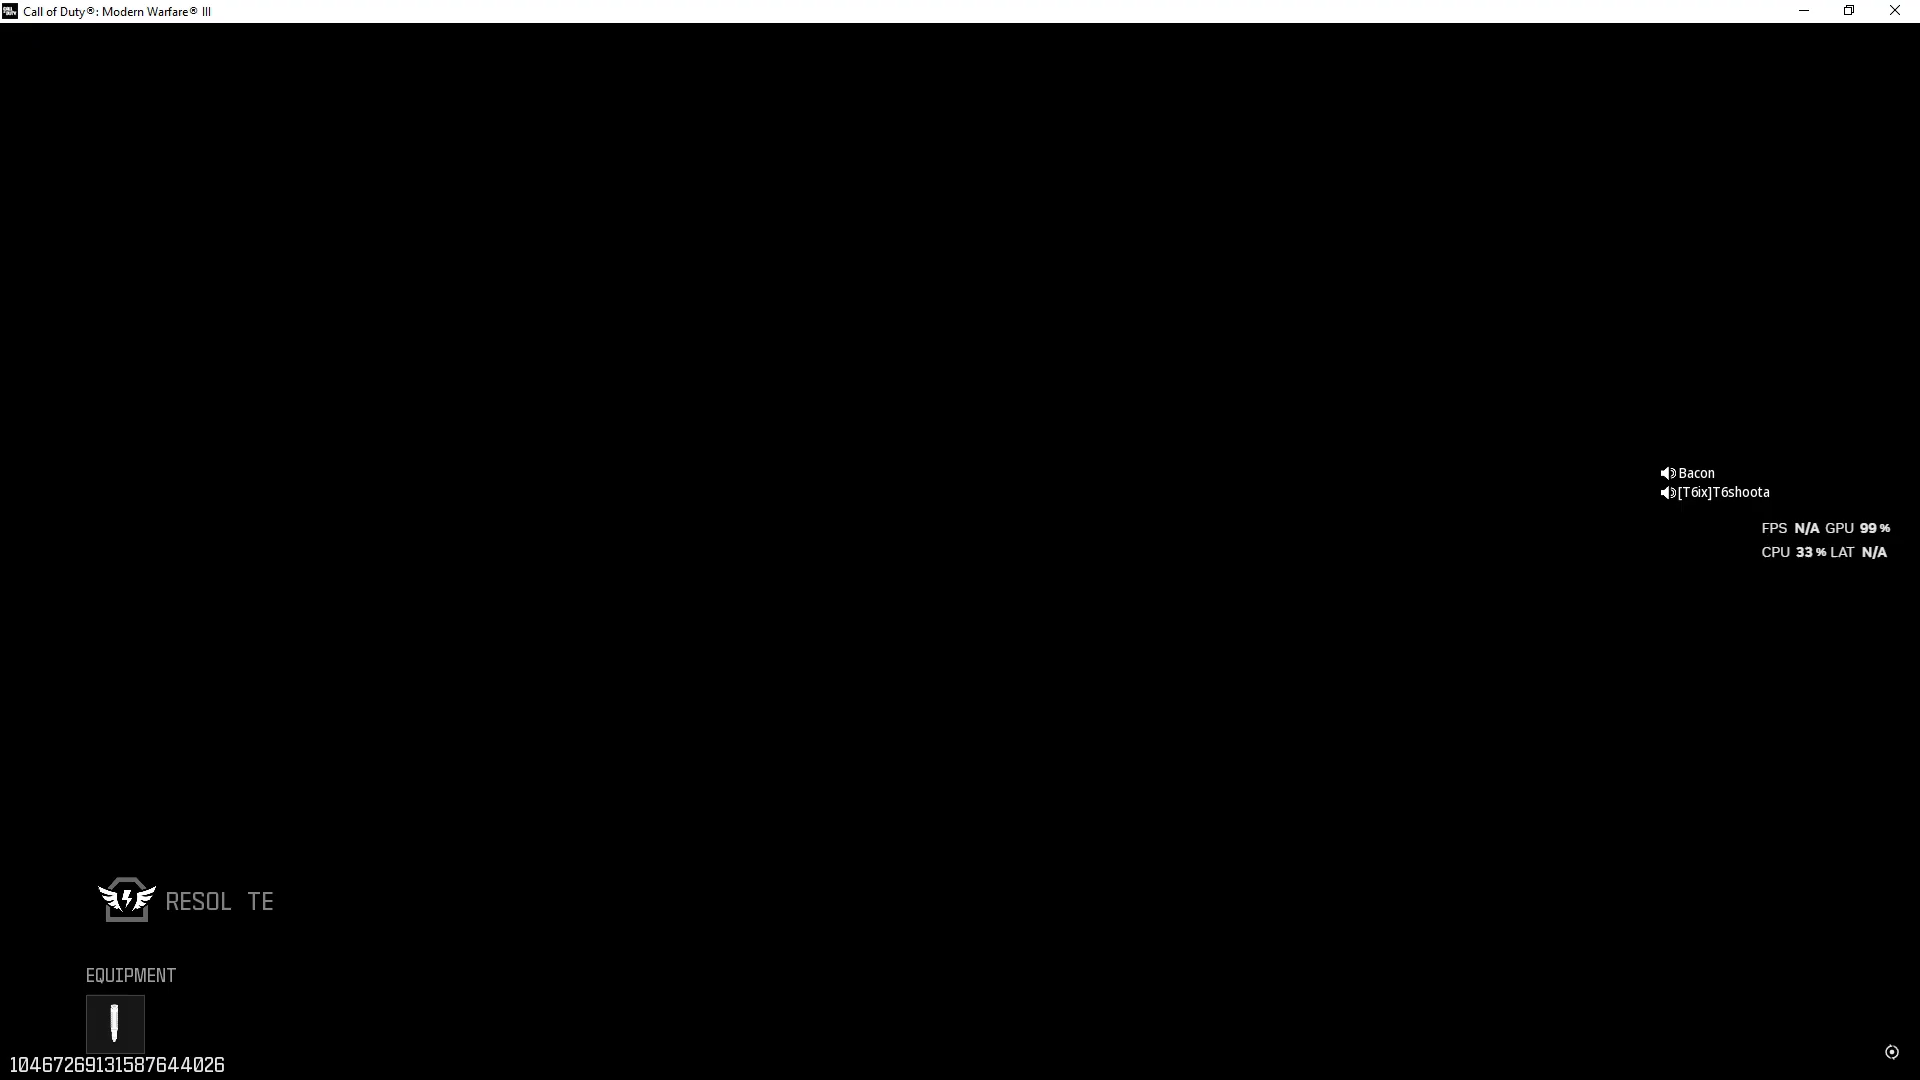 Call of Duty®: Modern Warfare® III
Bacon
[T6ix]T6shoota
FPS N/A GPU 99 %
CPU 33 % LAT N/A
RESOL TE
EQUIPMENT
10467269131587644026